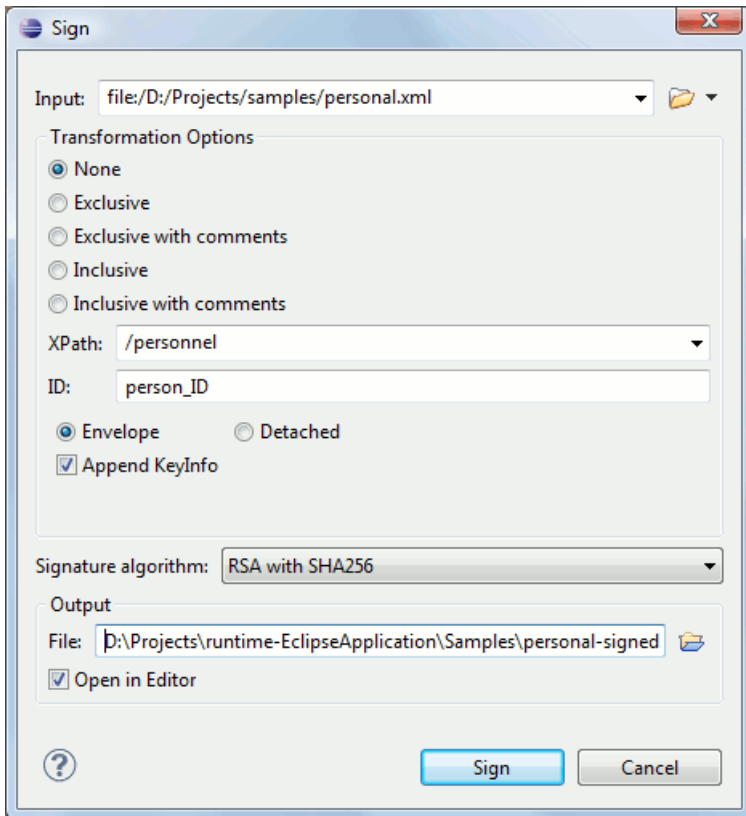 Sign
Input: file:/D:/Projects/samples/personal.xml
Transformation Options
None
Exclusive
Exclusive with comments
Inclusive
Inclusive with comments
XPath: /personnel
ID: person_ID
Envelope Detached
Append KeyInfo
Signature algorithm: RSA with SHA256
Output
File: D:\Projects\runtime-EclipseApplication\Samples\personal-signed
Open in Editor
? Sign Cancel